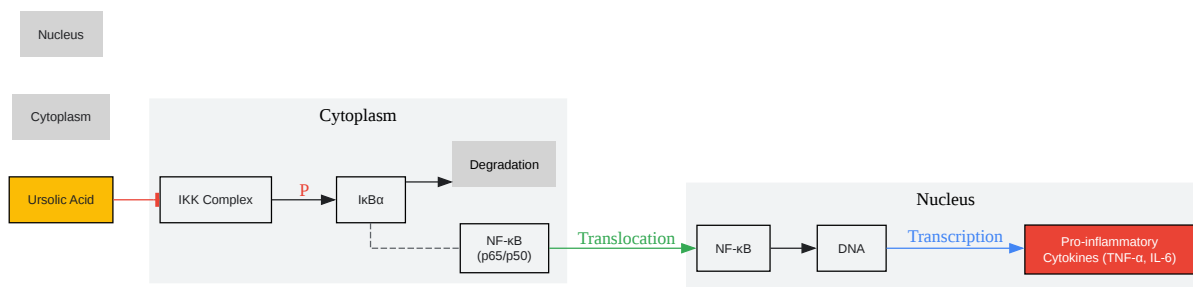 Nucleus
Cytoplasm
Ursolic Acid
Cytoplasm
IKK Complex
P
IκBα
Degradation
NF-κB
(p65/p50)
Translocation
Nucleus
NF-κB
DNA
Transcription
Pro-inflammatory
Cytokines (TNF-α, IL-6)